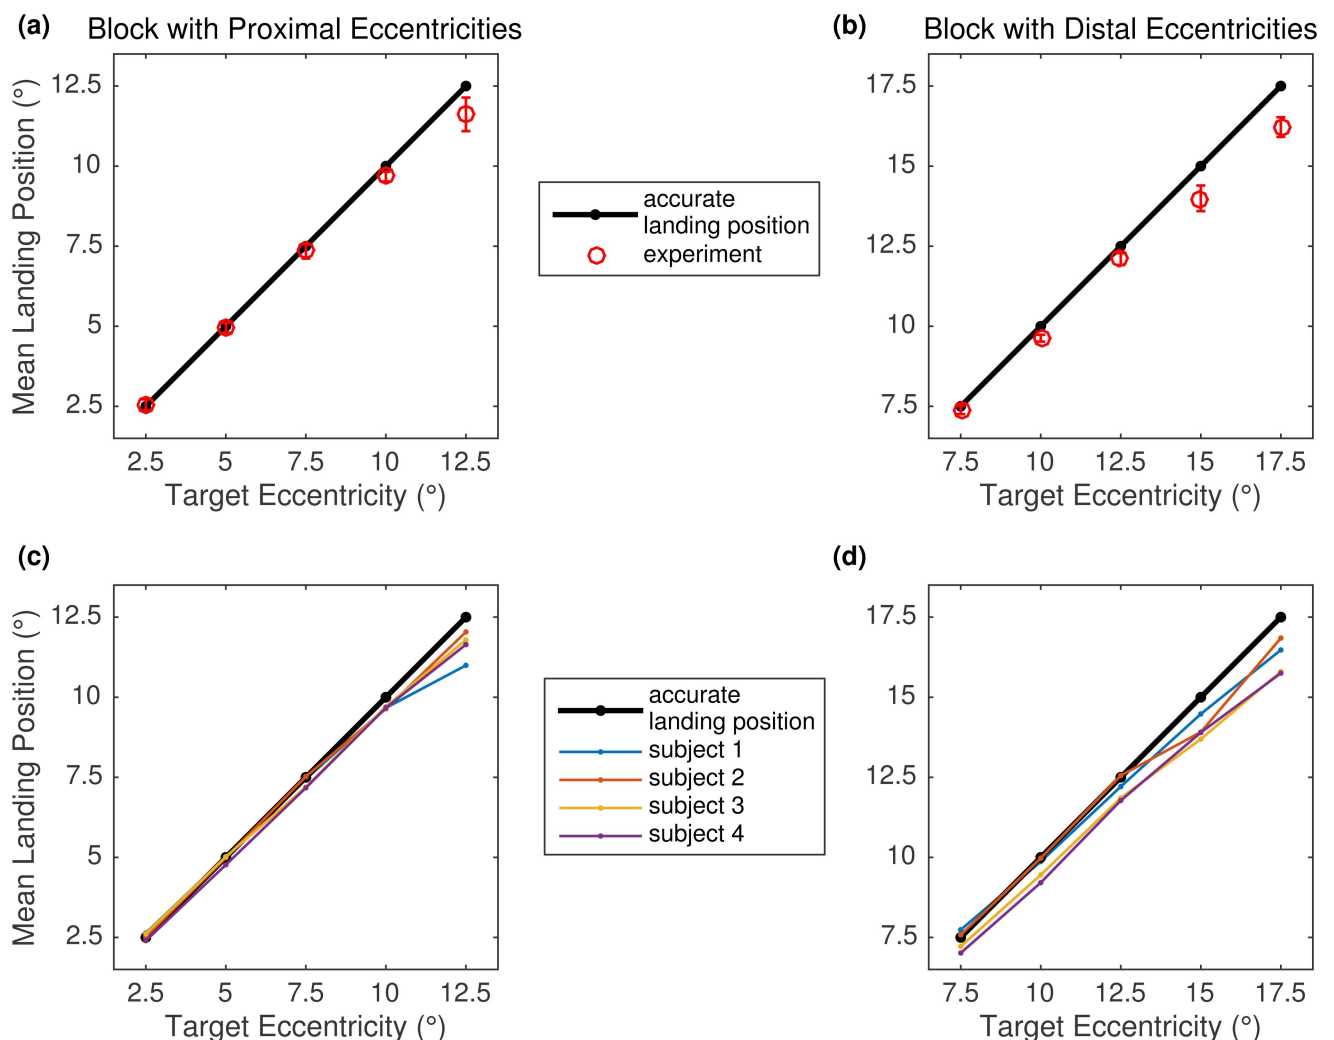 (a) Block with Proximal Eccentricities
(b) Block with Distal Eccentricities
Mean Landing Position (°)
12.5
10
7.5
5
2.5
2.5 5 7.5 10 12.5
Target Eccentricity (°)
accurate
landing position
experiment
17.5
15
12.5
10
7.5
7.5 10 12.5 15 17.5
Target Eccentricity (°)
(c)
(d)
Mean Landing Position (°)
12.5
10
7.5
5
2.5
2.5 5 7.5 10 12.5
Target Eccentricity (°)
accurate
landing position
subject 1
subject 2
subject 3
subject 4
17.5
15
12.5
10
7.5
7.5 10 12.5 15 17.5
Target Eccentricity (°)